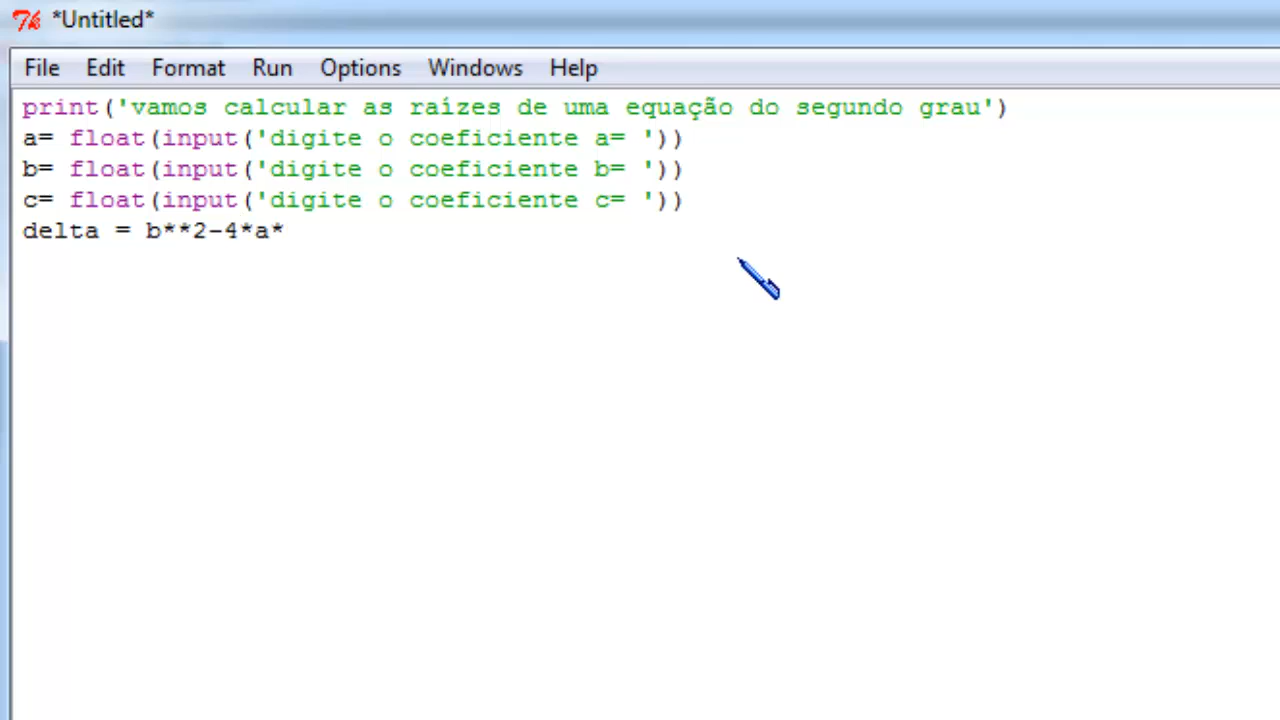 *Untitled*
File Edit Format Run Options Windows Help
print('vamos calcular as raízes de uma equação do segundo grau')
a= float(input('digite o coeficiente a= '))
b= float(input('digite o coeficiente b= '))
c= float(input('digite o coeficiente c= '))
delta = b**2-4*a*